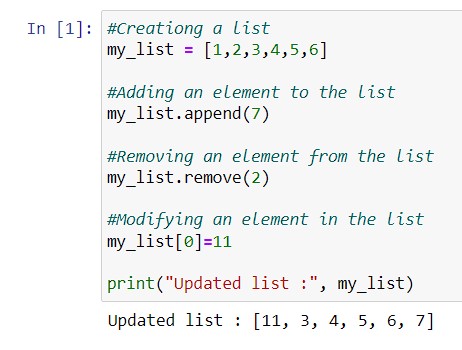 In [1]: #Creationg a list
my_list = [1,2,3,4,5,6]
#Adding an element to the list
my_list.append(7)
#Removing an element from the list
my_list.remove(2)
#Modifying an element in the list
my_list[0]=11
print("Updated list :", my_list)
Updated list : [11, 3, 4, 5, 6, 7]